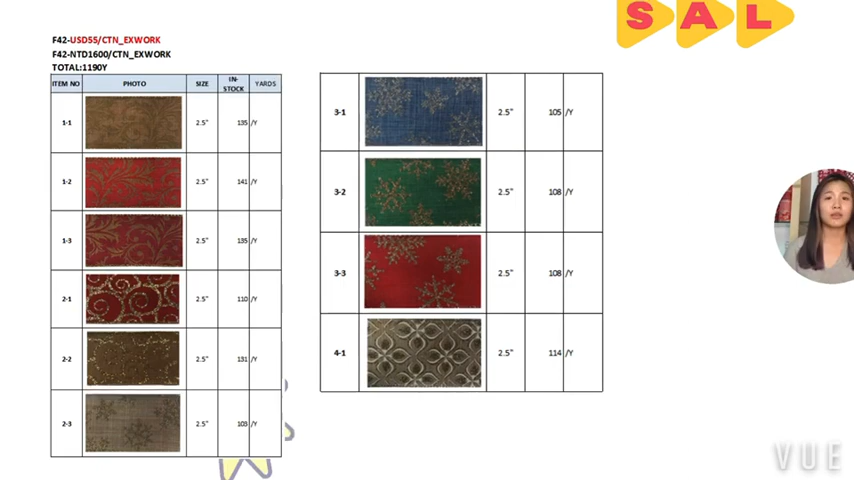 SAL
F42-USD55/CTN_EXWORK
F42-NTD1600/CTN_EXWORK
TOTAL:1190Y
ITEM NO PHOTO SIZE IN-STOCK YARDS
1-1 2.5" 135 /Y
1-2 2.5" 141 /Y
1-3 2.5" 135 /Y
2-1 2.5" 110 /Y
2-2 2.5" 131 /Y
2-3 2.5" 103 /Y
3-1 2.5" 105 /Y
3-2 2.5" 108 /Y
3-3 2.5" 108 /Y
4-1 2.5" 114 /Y
VUE